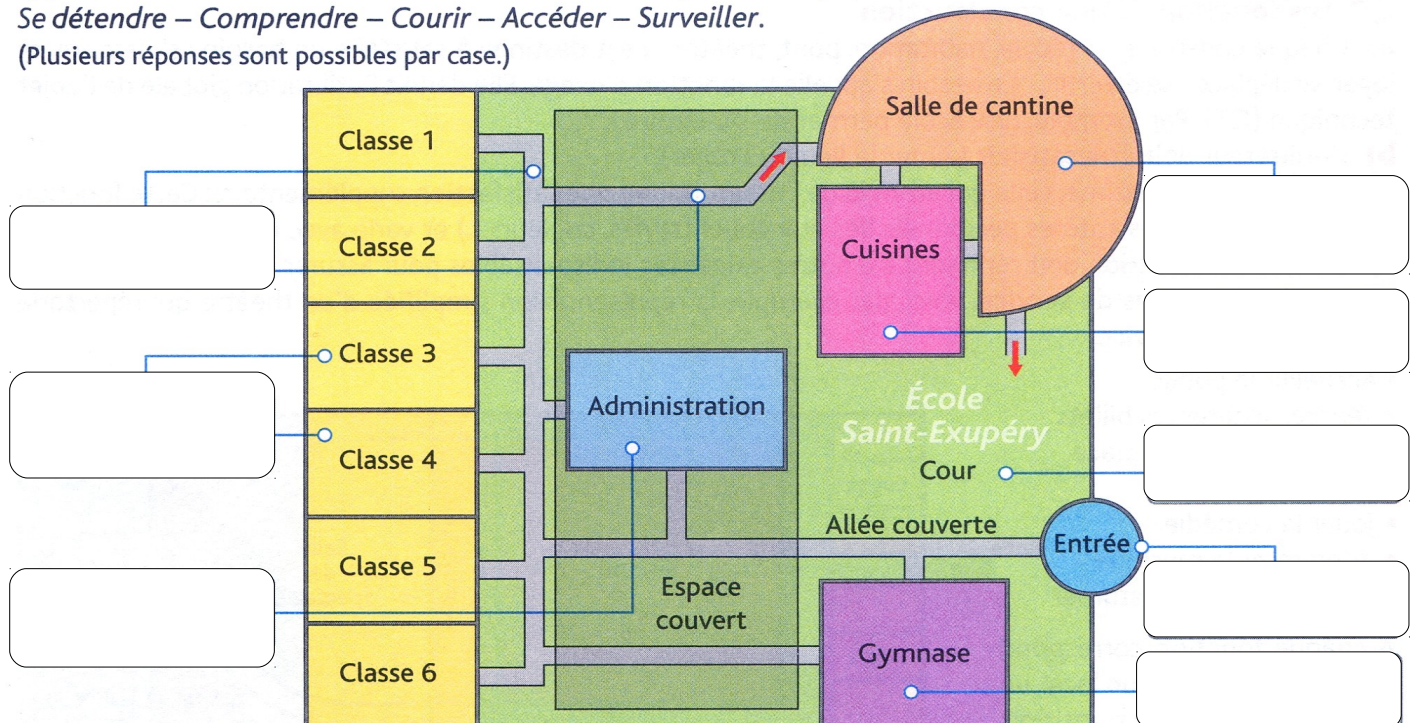 Se détendre – Comprendre – Courir – Accéder – Surveiller.
(Plusieurs réponses sont possibles par case.)
Salle de cantine
Classe 1
Classe 2
Cuisines
Classe 3
Administration
École
Saint-Exupéry
Classe 4
Cour
Allée couverte
Entrée
Classe 5
Espace
couvert
Gymnase
Classe 6